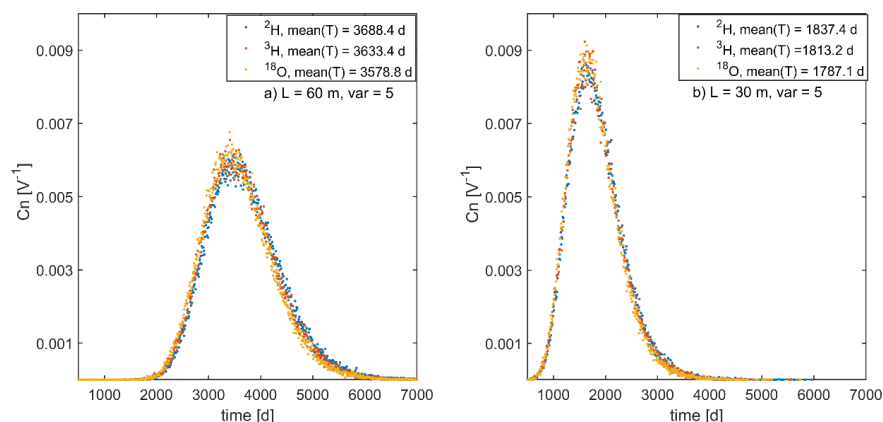 ²H, mean(T) = 3688.4 d
³H, mean(T) = 3633.4 d
¹⁸O, mean(T) = 3578.8 d
a) L = 60 m, var = 5
0.009
0.007
0.005
0.003
0.001
Cn [V⁻¹]
1000 2000 3000 4000 5000 6000 7000
time [d]
²H, mean(T) = 1837.4 d
³H, mean(T) =1813.2 d
¹⁸O, mean(T) = 1787.1 d
b) L = 30 m, var = 5
0.009
0.007
0.005
0.003
0.001
Cn [V⁻¹]
1000 2000 3000 4000 5000 6000 7000
time [d]